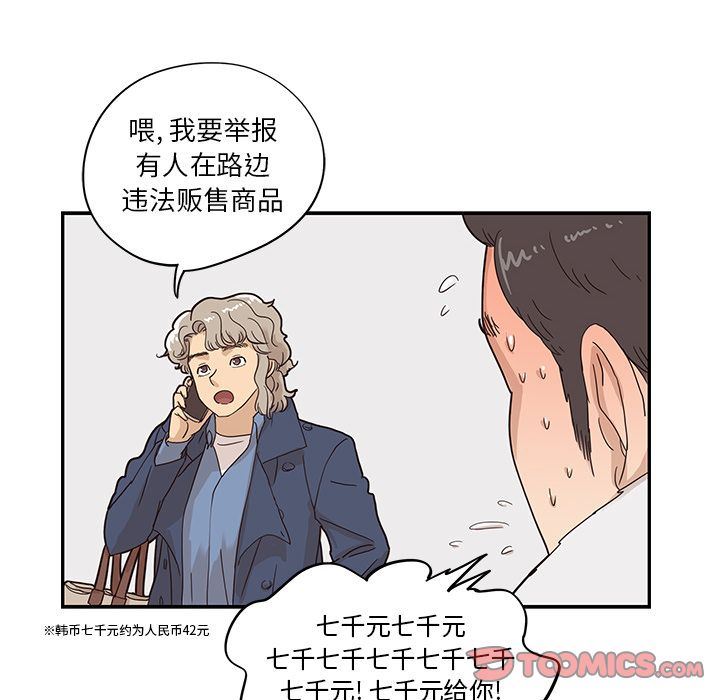 喂, 我要举报
有人在路边
违法贩售商品
※韩币七千元约为人民币42元
七千元七千元
七千七千七千七千七千
七千元! 七千元给你!
TOOMICS.COM